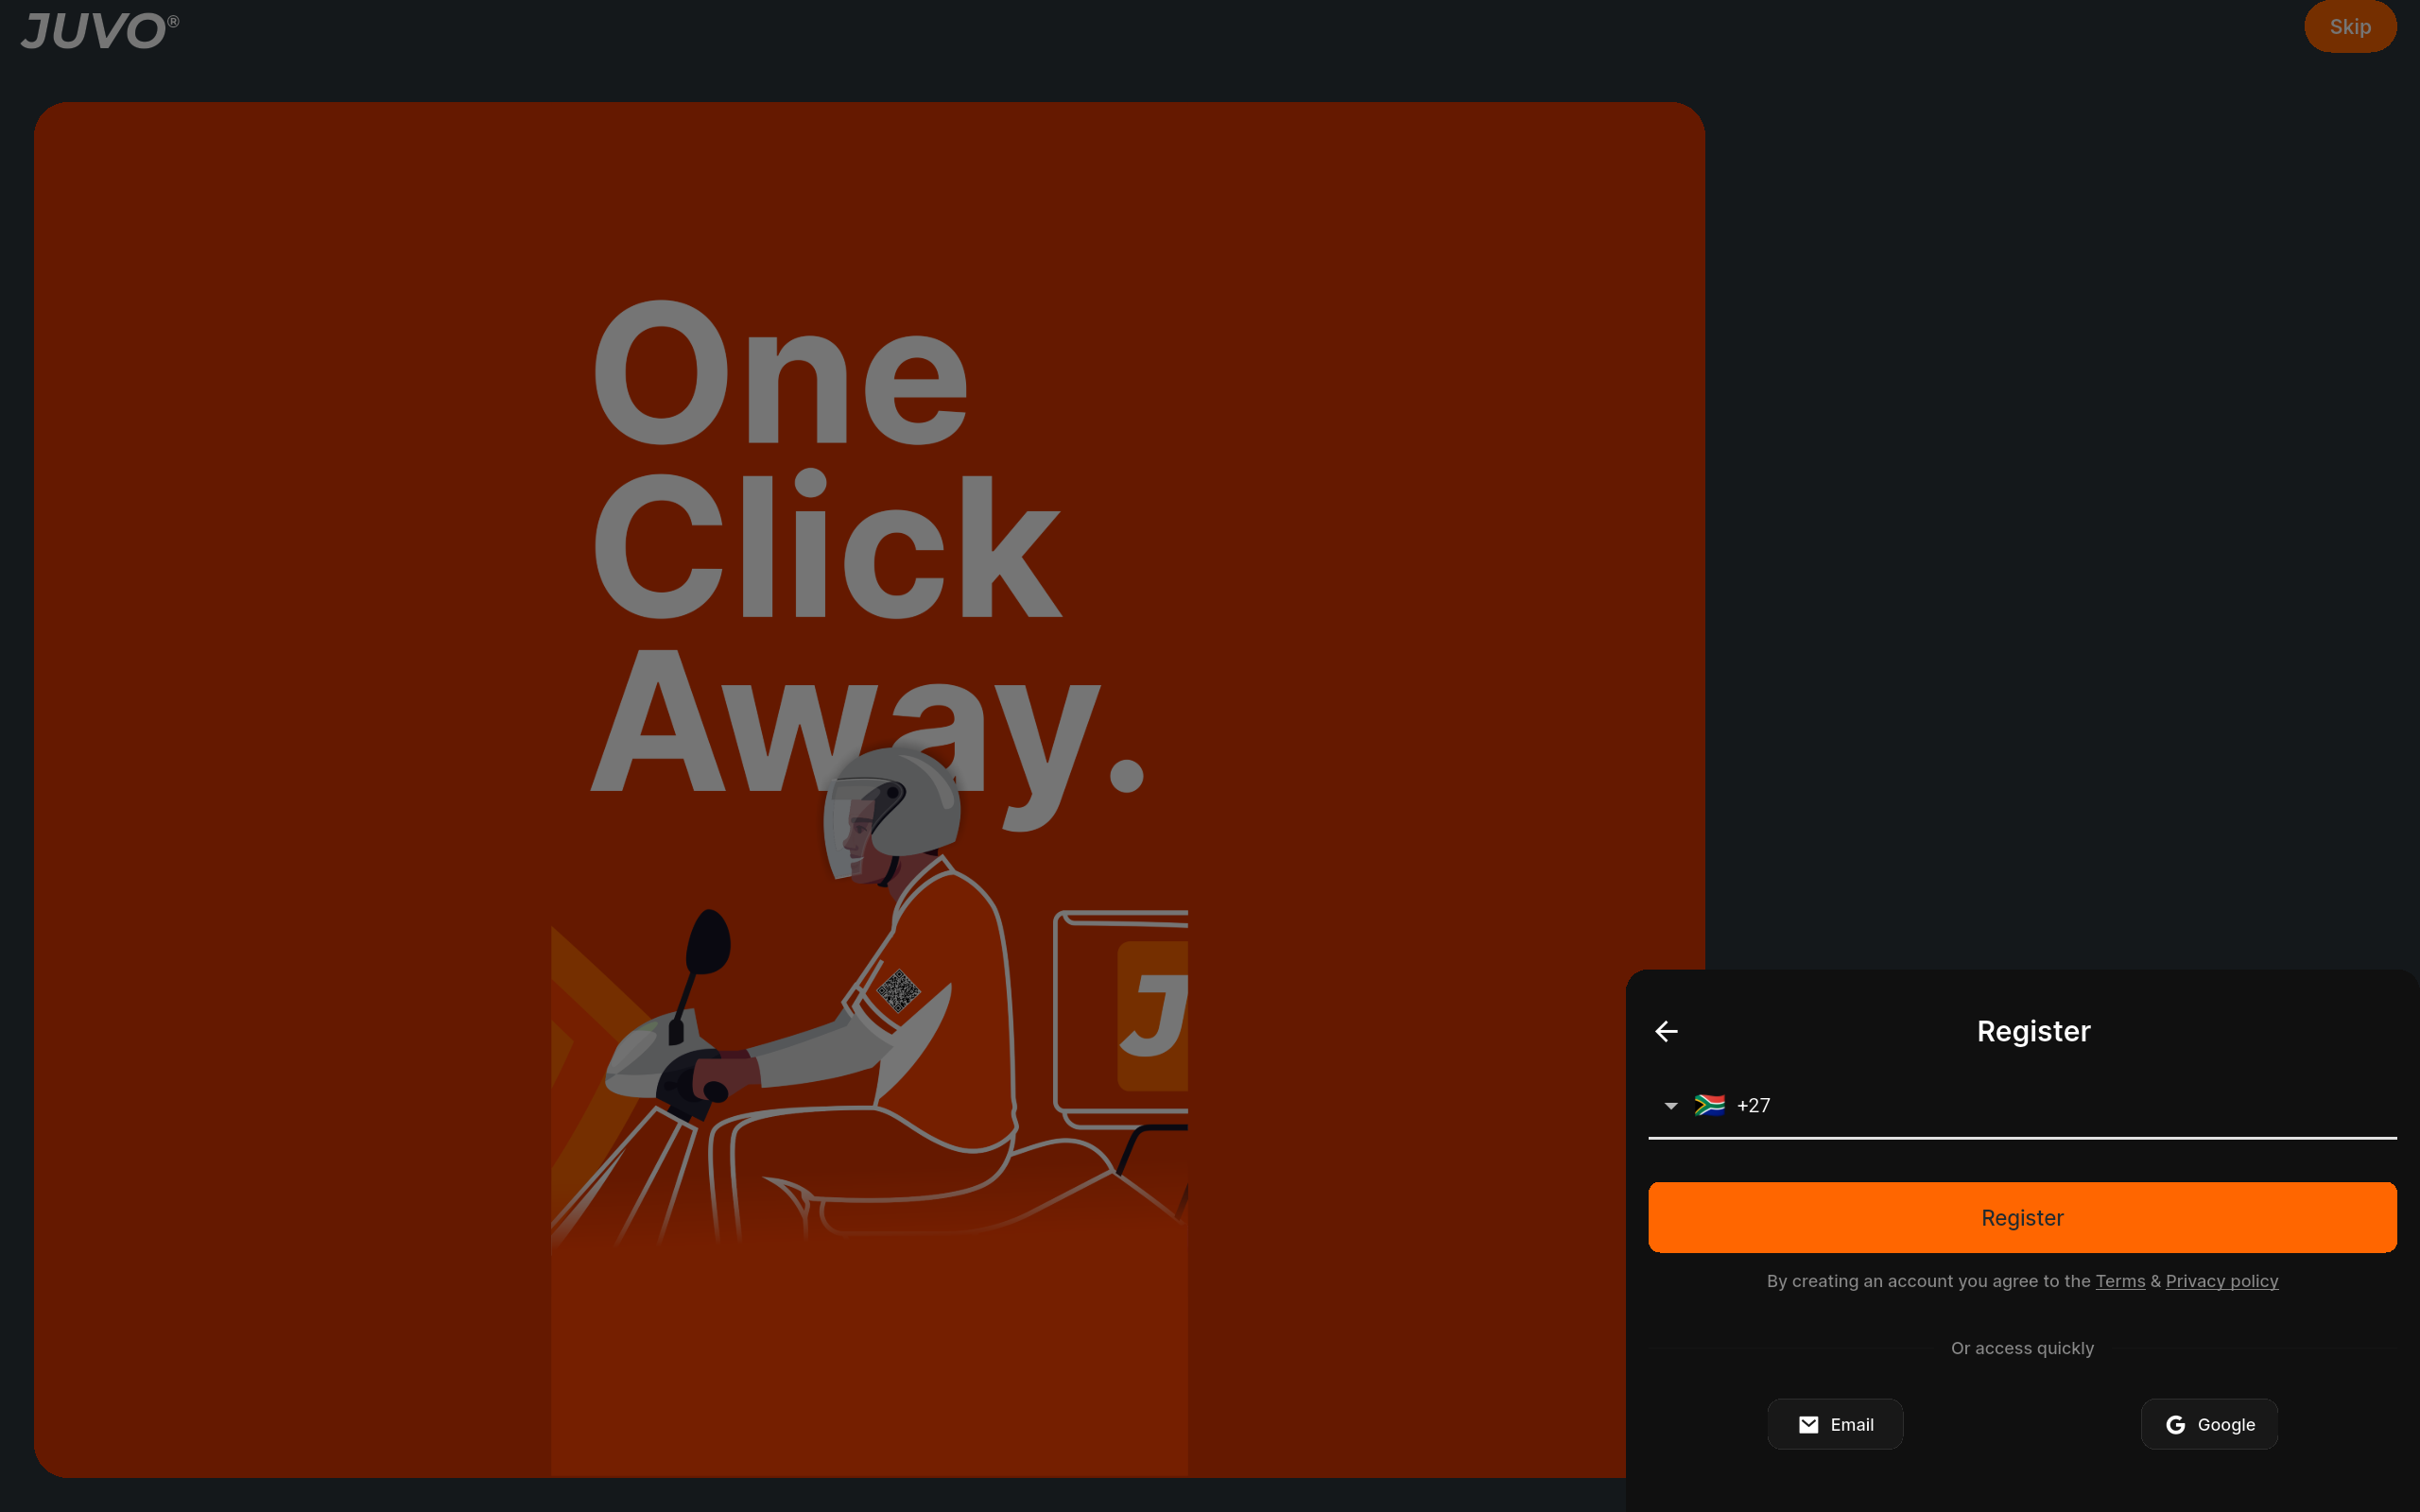 JUVO®
Skip
One
Click
Away.
J
Register
+27
Register
By creating an account you agree to the Terms & Privacy policy
Or access quickly
Email
Google